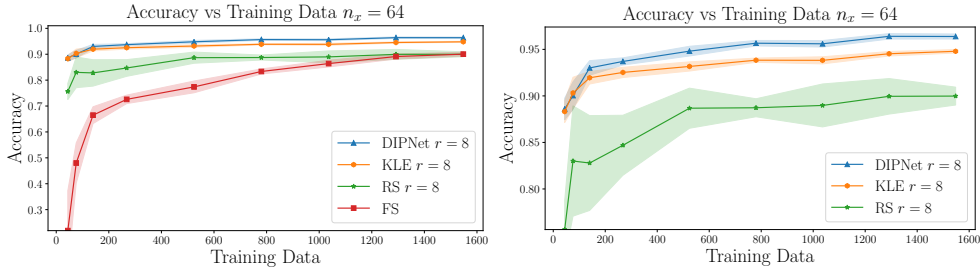 Accuracy vs Training Data $n_x = 64$
Accuracy
1.0
0.9
0.8
0.7
0.6
0.5
0.4
0.3
DIPNet $r = 8$
KLE $r = 8$
RS $r = 8$
FS
0 200 400 600 800 1000 1200 1400 1600
Training Data
Accuracy vs Training Data $n_x = 64$
Accuracy
0.95
0.90
0.85
0.80
DIPNet $r = 8$
KLE $r = 8$
RS $r = 8$
0 200 400 600 800 1000 1200 1400 1600
Training Data